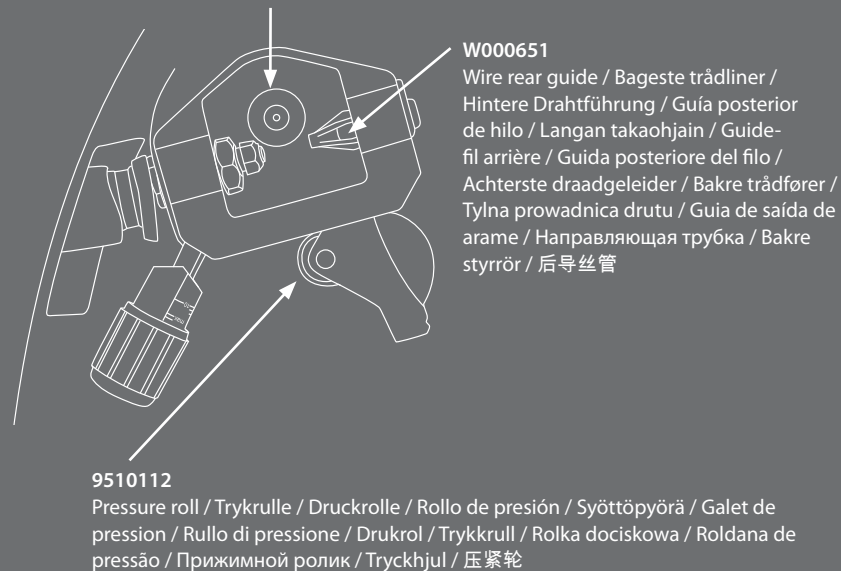 W000651
Wire rear guide / Bageste trådliner /
Hintere Drahtführung / Guía posterior
de hilo / Langan takaohjain / Guide-
fil arrière / Guida posteriore del filo /
Achterste draadgeleider / Bakre trådfører /
Tylna prowadnica drutu / Guia de saída de
arame / Направляющая трубка / Bakre
styrrör / 后导丝管
9510112
Pressure roll / Trykrulle / Druckrolle / Rollo de presión / Syöttöpyörä / Galet de
pression / Rullo di pressione / Drukrol / Trykkrull / Rolka dociskowa / Roldana de
pressão / Прижимной ролик / Tryckhjul / 压紧轮